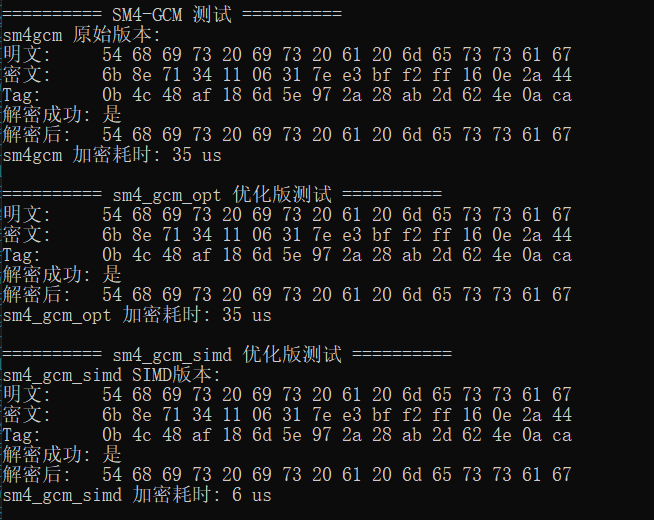 ========== SM4-GCM 测试 ==========
sm4gcm 原始版本:
明文:   54 68 69 73 20 69 73 20 61 20 6d 65 73 73 61 67
密文:   6b 8e 71 34 11 06 31 7e e3 bf f2 ff 16 0e 2a 44
Tag:    0b 4c 48 af 18 6d 5e 97 2a 28 ab 2d 62 4e 0a ca
解密成功: 是
解密后:   54 68 69 73 20 69 73 20 61 20 6d 65 73 73 61 67
sm4gcm 加密耗时: 35 us
========== sm4_gcm_opt 优化版测试 ==========
明文:   54 68 69 73 20 69 73 20 61 20 6d 65 73 73 61 67
密文:   6b 8e 71 34 11 06 31 7e e3 bf f2 ff 16 0e 2a 44
Tag:    0b 4c 48 af 18 6d 5e 97 2a 28 ab 2d 62 4e 0a ca
解密成功: 是
解密后:   54 68 69 73 20 69 73 20 61 20 6d 65 73 73 61 67
sm4_gcm_opt 加密耗时: 35 us
========== sm4_gcm_simd 优化版测试 ==========
sm4_gcm_simd SIMD版本:
明文:   54 68 69 73 20 69 73 20 61 20 6d 65 73 73 61 67
密文:   6b 8e 71 34 11 06 31 7e e3 bf f2 ff 16 0e 2a 44
Tag:    0b 4c 48 af 18 6d 5e 97 2a 28 ab 2d 62 4e 0a ca
解密成功: 是
解密后:   54 68 69 73 20 69 73 20 61 20 6d 65 73 73 61 67
sm4_gcm_simd 加密耗时: 6 us